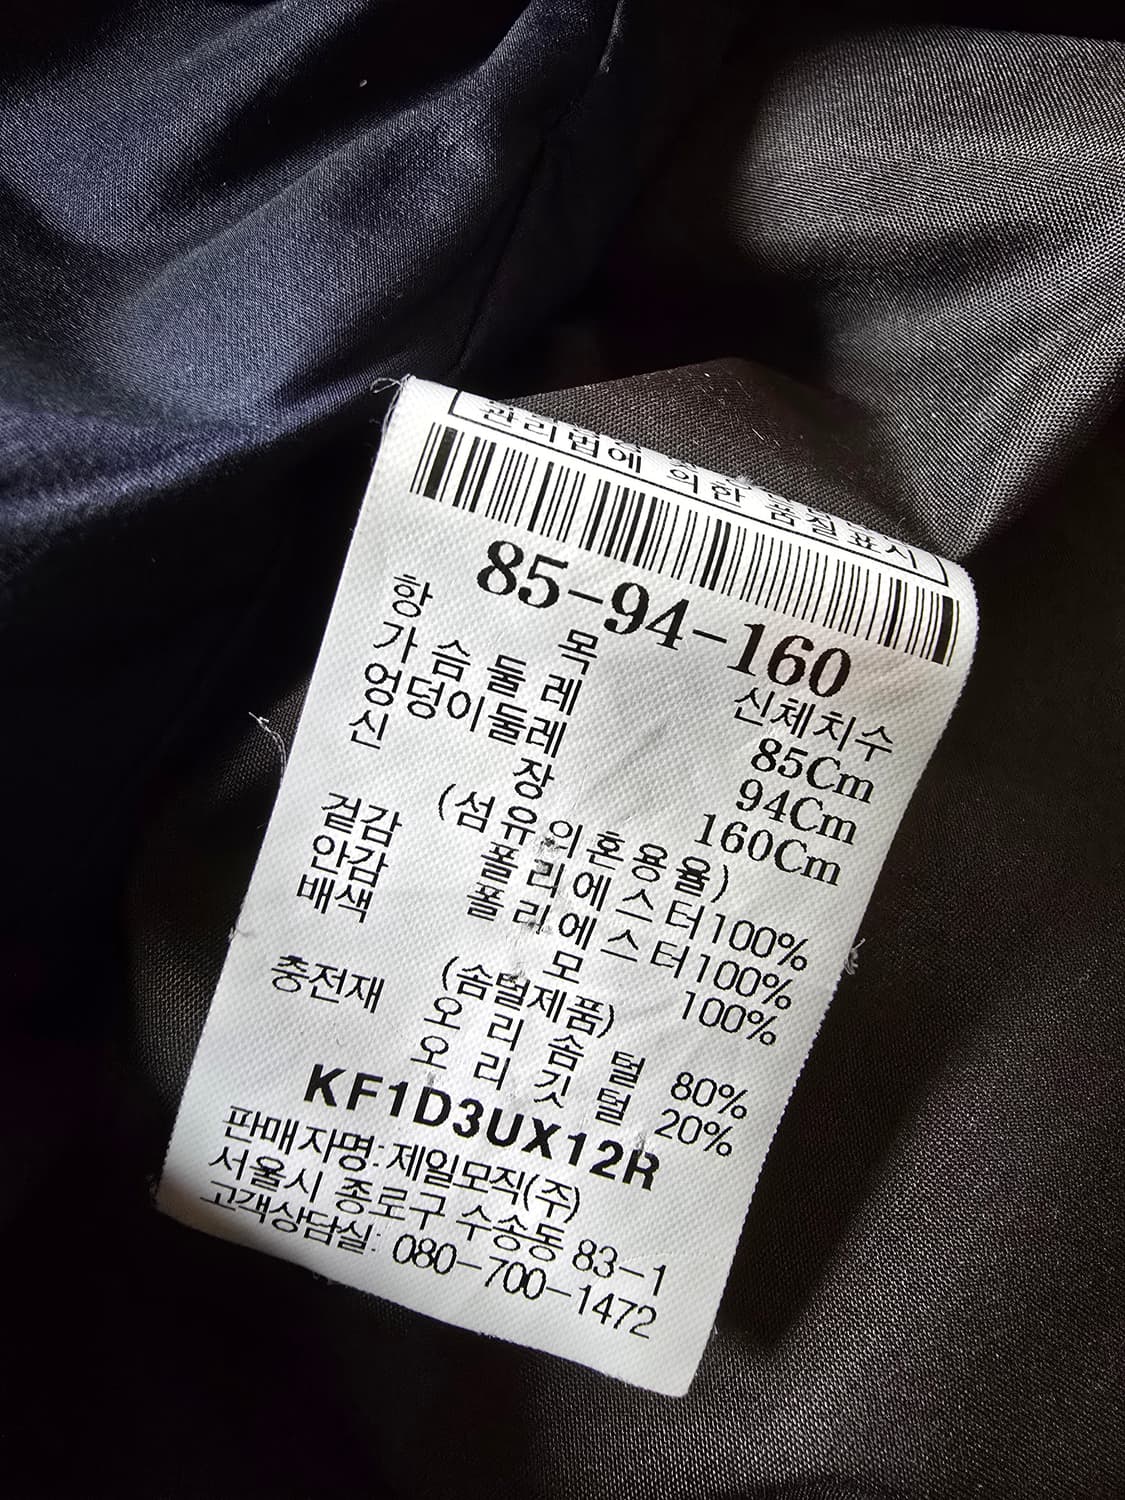 관리법에 의한 품질표시
85-94-160
항 목 신체치수
가슴둘레 85Cm
엉덩이둘레 94Cm
신 장 160Cm
(섬유의혼용율)
겉감 폴리에스터100%
안감 폴리에스터100%
배색 모 100%
(솜털제품)
충전재 오리솜털 80%
오리깃털 20%
KF1D3UX12R
판매자명:제일모직(주)
서울시 종로구 수송동 83-1
고객상담실: 080-700-1472